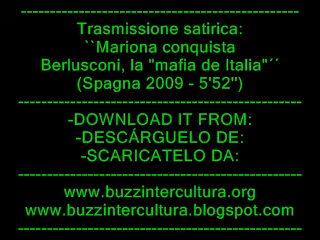 ------------------------------------------------
Trasmissione satirica:
``Mariona conquista
Berlusconi, la "mafia de Italia"´´
(Spagna 2009 - 5'52'')
------------------------------------------------
-DOWNLOAD IT FROM:
-DESCÁRGUELO DE:
-SCARICATELO DA:
------------------------------------------------
www.buzzintercultura.org
www.buzzintercultura.blogspot.com
------------------------------------------------